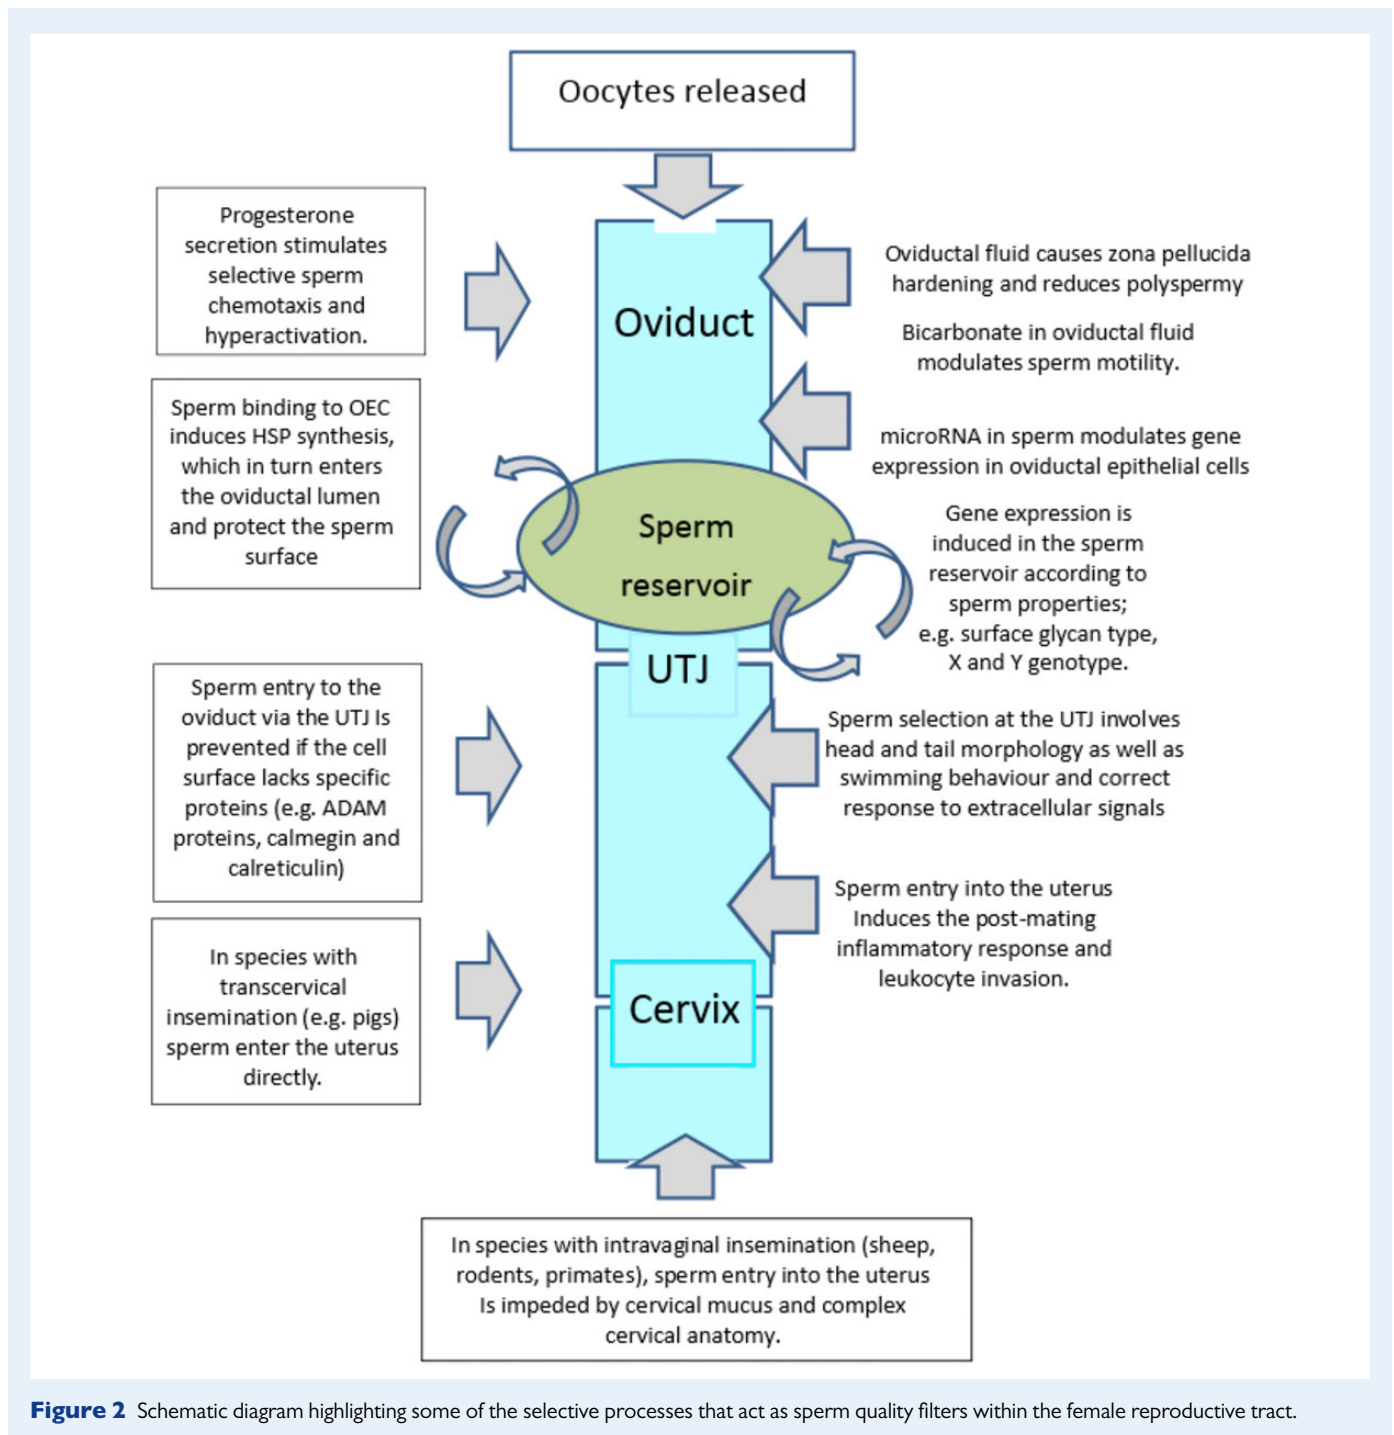 Oocytes released
Progesterone
secretion stimulates
selective sperm
chemotaxis and
hyperactivation.
Oviduct
Oviductal fluid causes zona pellucida
hardening and reduces polyspermy
Bicarbonate in oviductal fluid
modulates sperm motility.
Sperm binding to OEC
induces HSP synthesis,
which in turn enters
the oviductal lumen
and protect the sperm
surface
microRNA in sperm modulates gene
expression in oviductal epithelial cells
Sperm
reservoir
Gene expression is
induced in the sperm
reservoir according to
sperm properties;
e.g. surface glycan type,
X and Y genotype.
UTJ
Sperm entry to the
oviduct via the UTJ Is
prevented if the cell
surface lacks specific
proteins (e.g. ADAM
proteins, calmegin and
calreticulin)
Sperm selection at the UTJ involves
head and tail morphology as well as
swimming behaviour and correct
response to extracellular signals
Sperm entry into the uterus
Induces the post-mating
inflammatory response and
leukocyte invasion.
In species with
transcervical
insemination (e.g. pigs)
sperm enter the uterus
directly.
Cervix
In species with intravaginal insemination (sheep,
rodents, primates), sperm entry into the uterus
Is impeded by cervical mucus and complex
cervical anatomy.
Figure 2 Schematic diagram highlighting some of the selective processes that act as sperm quality filters within the female reproductive tract.